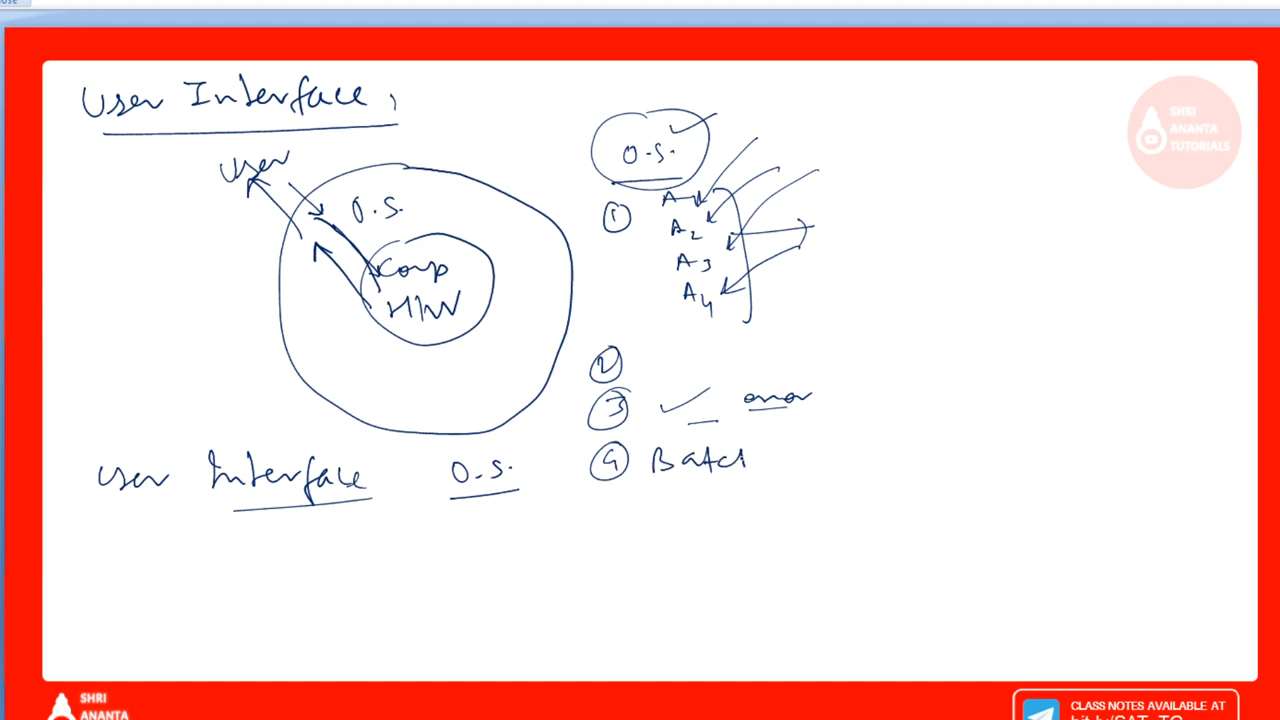 User Interface,
User
O.S.
Comp
H/W
User Interface O.S.
O.S.
① A1
A2
A3
A4
②
③ error
④ Batch
SHRI
ANANTA
TUTORIALS
SHRI
ANANTA
CLASS NOTES AVAILABLE AT